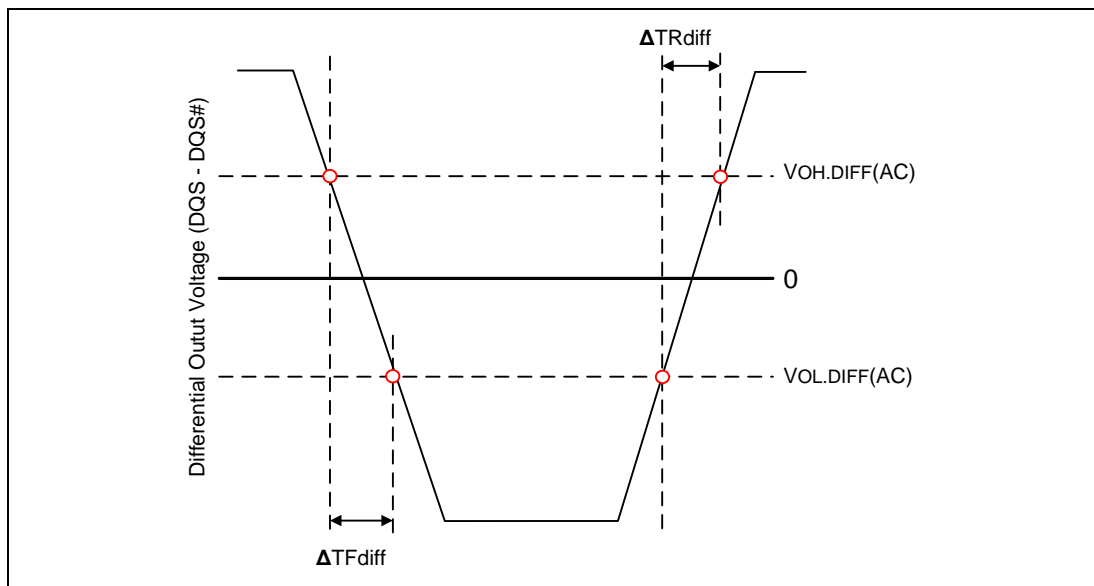 ΔTRdiff
Differential Outut Voltage (DQS - DQS#)
VOH.DIFF(AC)
0
VOL.DIFF(AC)
ΔTFdiff